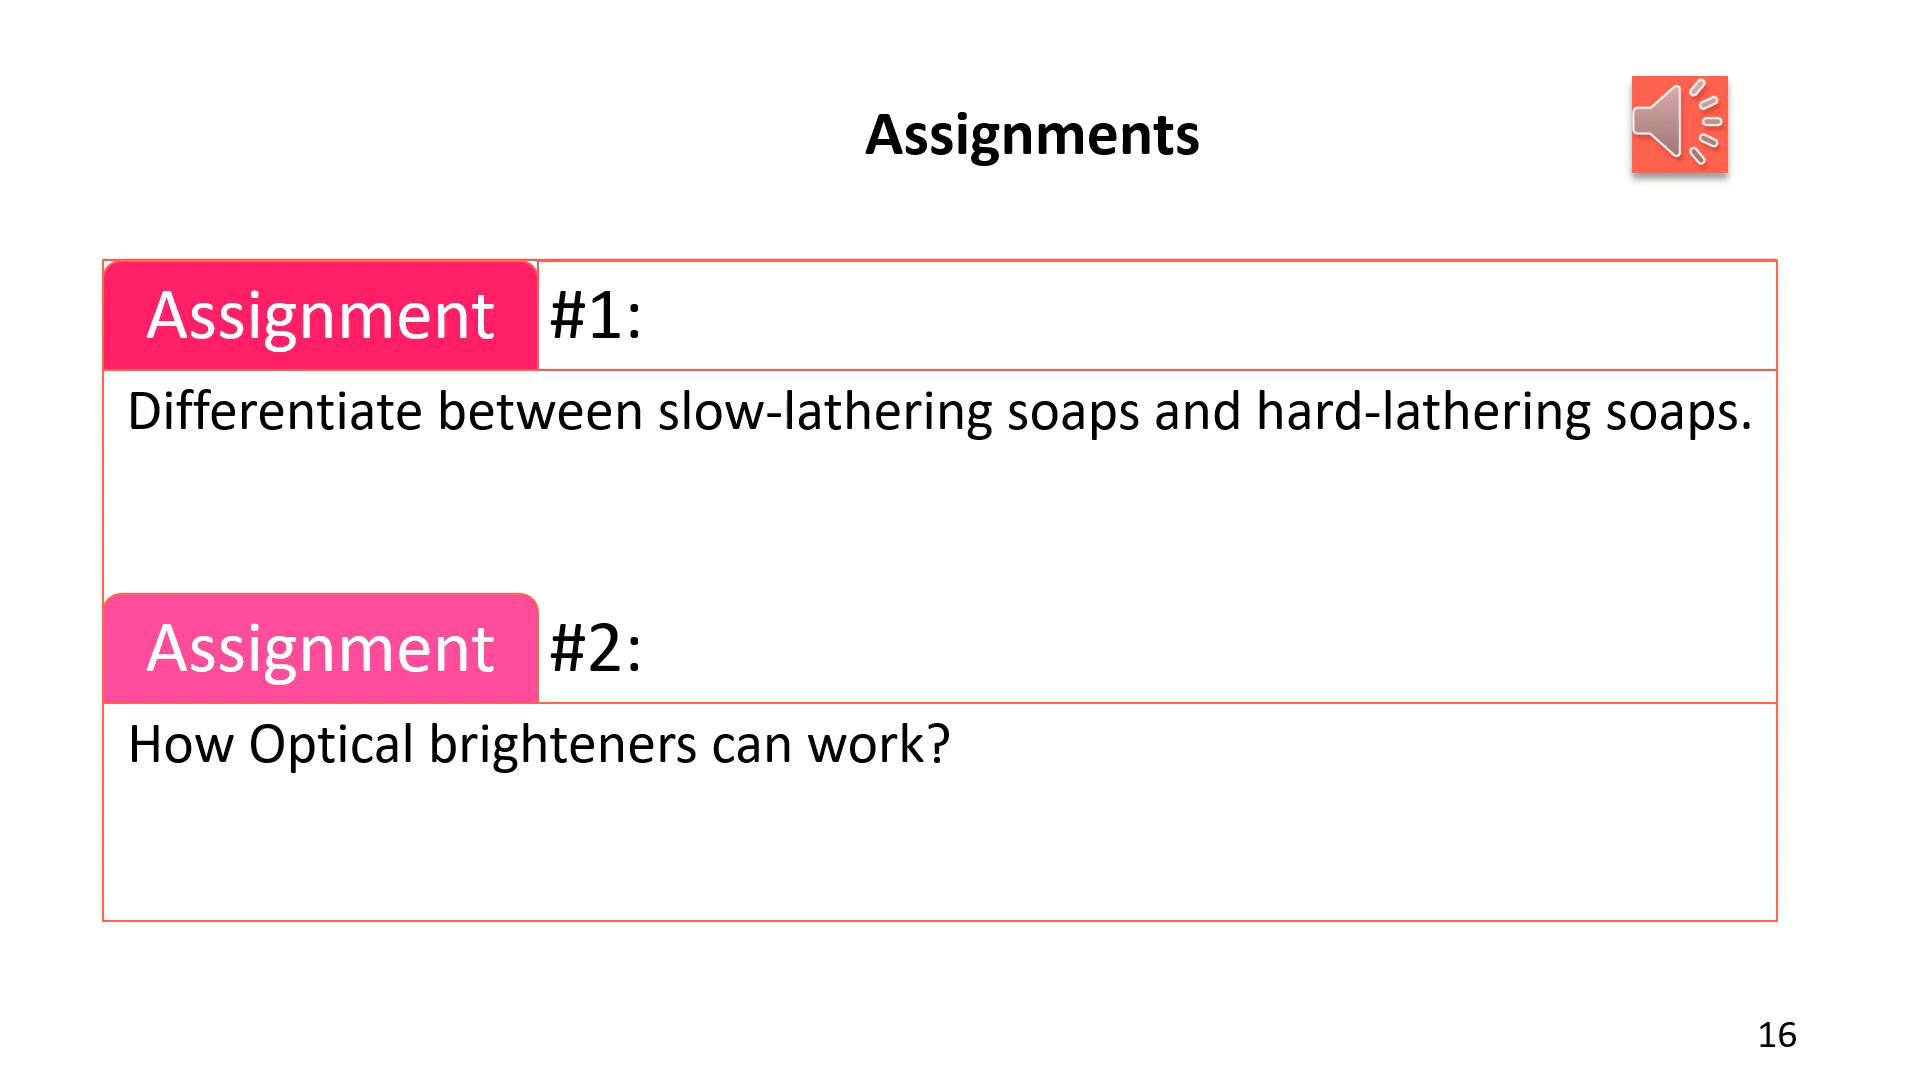 Assignments
Assignment #1:
Differentiate between slow-lathering soaps and hard-lathering soaps.
Assignment #2:
How Optical brighteners can work?
16